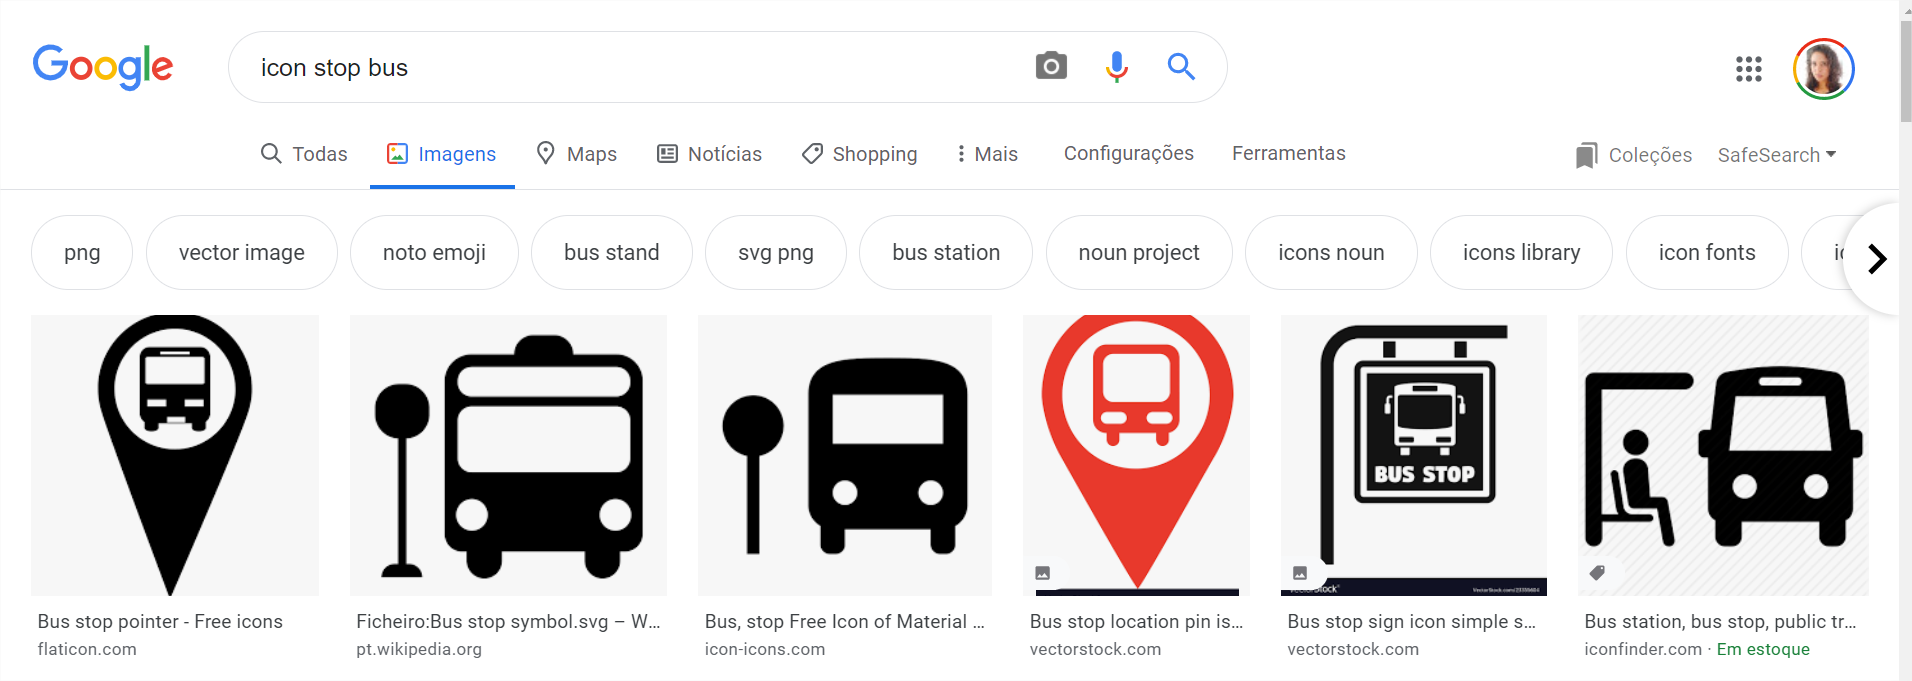 Google
icon stop bus
Todas
Imagens
Maps
Notícias
Shopping
Mais
Configurações
Ferramentas
Coleções
SafeSearch
png
vector image
noto emoji
bus stand
svg png
bus station
noun project
icons noun
icons library
icon fonts
BUS STOP
VectorStock®
VectorStock.com/23338606
Bus stop pointer - Free icons
flaticon.com
Ficheiro:Bus stop symbol.svg – W...
pt.wikipedia.org
Bus, stop Free Icon of Material ...
icon-icons.com
Bus stop location pin is...
vectorstock.com
Bus stop sign icon simple s...
vectorstock.com
Bus station, bus stop, public tr...
iconfinder.com · Em estoque